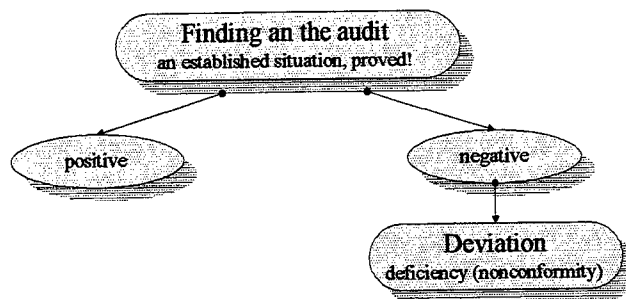 Finding an the audit
an established situation, proved!
positive
negative
Deviation
deficiency (nonconformity)